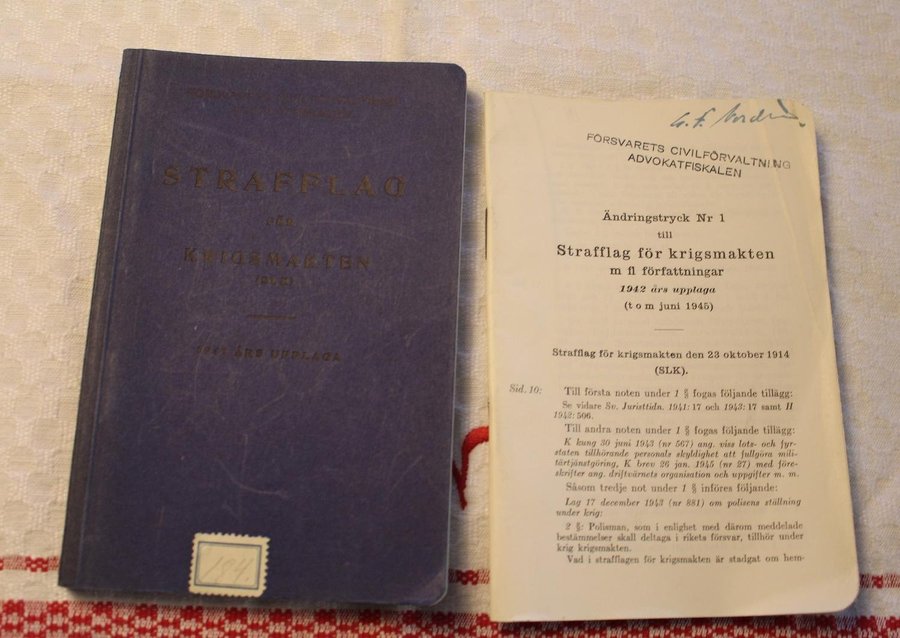 STRAFFLAG
FÖR
KRIGSMAKTEN
(SLK)
ÅRS UPPLAGA
194.
G. F.
FÖRSVARETS CIVILFÖRVALTNING
ADVOKATFISKALEN
Ändringstryck Nr 1
till
Strafflag för krigsmakten
m fl författningar
1942 års upplaga
(t o m juni 1945)
Strafflag för krigsmakten den 23 oktober 1914
(SLK).
Sid. 10: Till första noten under 1 § fogas följande tillägg:
Se vidare Sv. Juristtidn. 1941: 17 och 1943: 17 samt H
1942: 506.
Till andra noten under 1 § fogas följande tillägg:
K kung 30 juni 1943 (nr 567) ang. viss lots- och fyr-
staten tillhörande personals skyldighet att fullgöra mili-
tärtjänstgöring, K brev 26 jan. 1945 (nr 27) med före-
skrifter ang. driftvärnets organisation och uppgifter m. m.
Såsom tredje not under 1 § införes följande:
Lag 17 december 1943 (nr 881) om polisens ställning
under krig:
2 §: Polisman, som i enlighet med därom meddelade
bestämmelser skall deltaga i rikets försvar, tillhör under
krig krigsmakten.
Vad i strafflagen för krigsmakten är stadgat om hem-